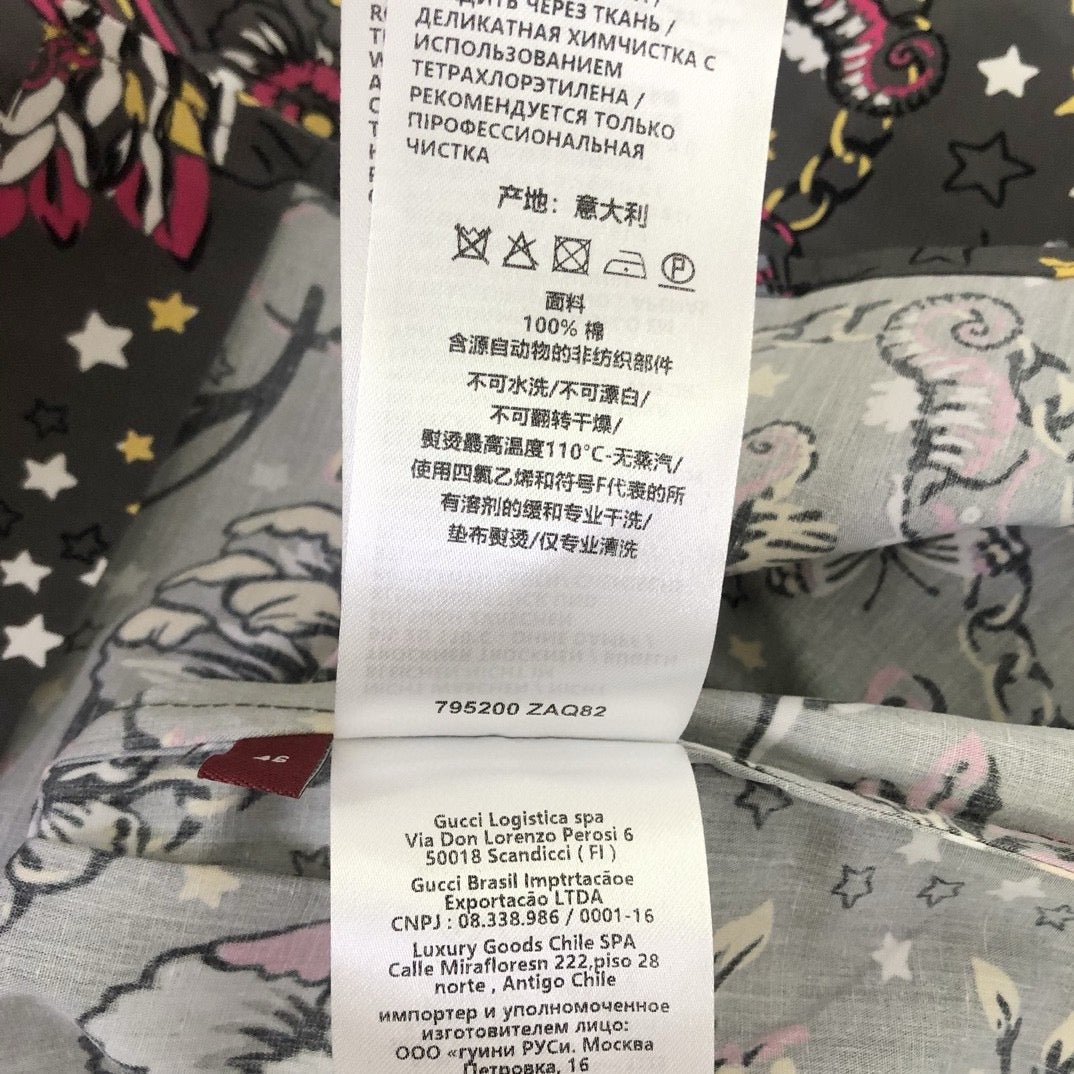 ДИТЬ ЧЕРЕЗ ТКАНЬ /
ДЕЛИКАТНАЯ ХИМЧИСТКА С
ИСПОЛЬЗОВАНИЕМ
ТЕТРАХЛОРЭТИЛЕНА /
РЕКОМЕНДУЕТСЯ ТОЛЬКО
ПІРОФЕССИОНАЛЬНАЯ
ЧИСТКА
产地：意大利
P
面料
100% 棉
含源自动物的非纺织部件
不可水洗/不可漂白/
不可翻转干燥/
熨烫最高温度110°C-无蒸汽/
使用四氯乙烯和符号F代表的所
有溶剂的缓和专业干洗/
垫布熨烫/仅专业清洗
795200 ZAQ82
46
Gucci Logistica spa
Via Don Lorenzo Perosi 6
50018 Scandicci ( FI )
Gucci Brasil Imptrtacãoe
Exportacão LTDA
CNPJ : 08.338.986 / 0001-16
Luxury Goods Chile SPA
Calle Mirafloresn 222,piso 28
norte , Antigo Chile
импортер и уполномоченное
изготовителем лицо:
ООО «гуини РУСи. Москва
Петровка, 16